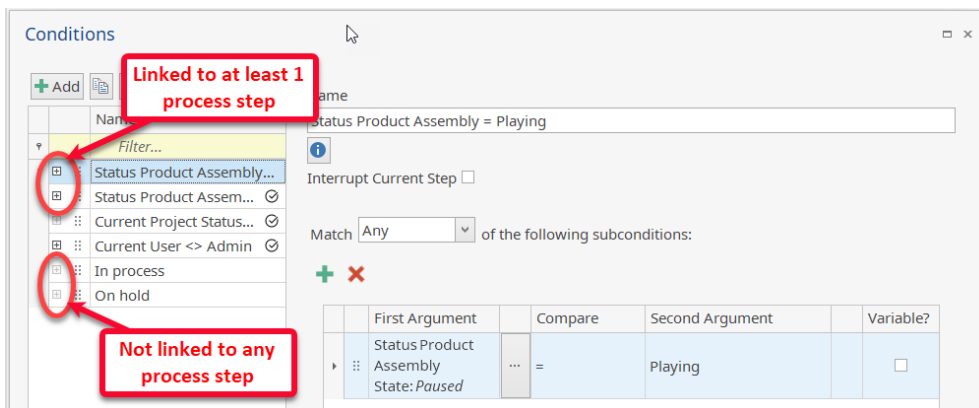 Conditions
Linked to at least 1
process step
Add
Name
Status Product Assembly = Playing
Filter...
Status Product Assembly...
Interrupt Current Step
Status Product Assem...
Current Project Status...
Match Any of the following subconditions:
Current User <> Admin
In process
On hold
First Argument Compare Second Argument Variable?
Not linked to any
process step
Status Product
Assembly ... = Playing
State: Paused